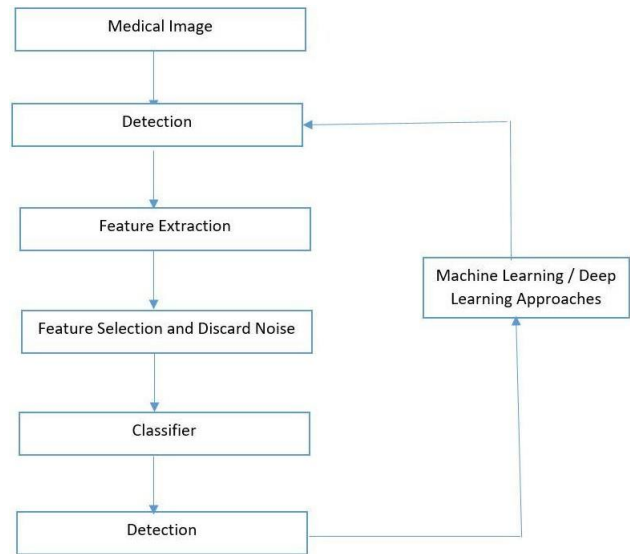 Medical Image
Detection
Feature Extraction
Machine Learning / Deep
Learning Approaches
Feature Selection and Discard Noise
Classifier
Detection